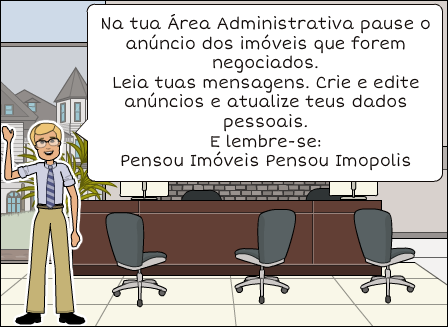 Na tua Área Administrativa pause o
anúncio dos imóveis que forem
negociados.
Leia tuas mensagens. Crie e edite
anúncios e atualize teus dados
pessoais.
E lembre-se:
Pensou Imóveis Pensou Imopolis